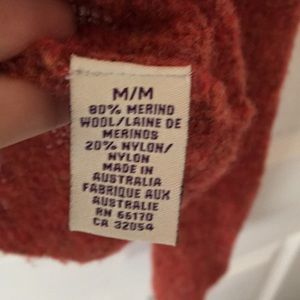 M/M
80% MERINO
WOOL/LAINE DE
MERINOS
20% NYLON/
NYLON
MADE IN
AUSTRALIA
FABRIQUE AUX
AUSTRALIE
RN 66170
CA 32054